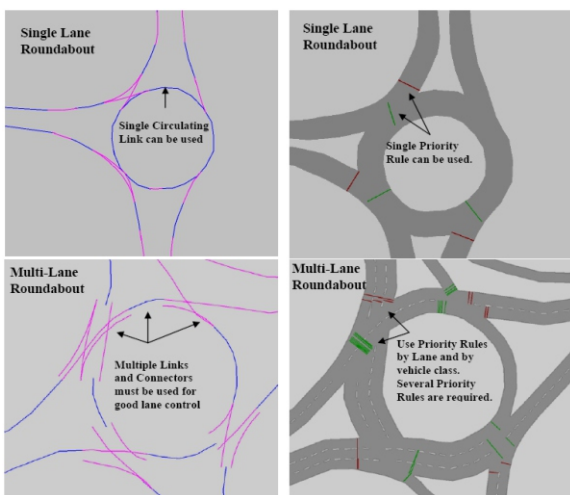 Single Lane
Roundabout
Single Circulating
Link can be used
Single Lane
Roundabout
Single Priority
Rule can be used.
Multi-Lane
Roundabout
Multiple Links
and Connectors
must be used for
good lane control
Multi-Lane
Roundabout
Use Priority Rules
by Lane and by
vehicle class.
Several Priority
Rules are required.